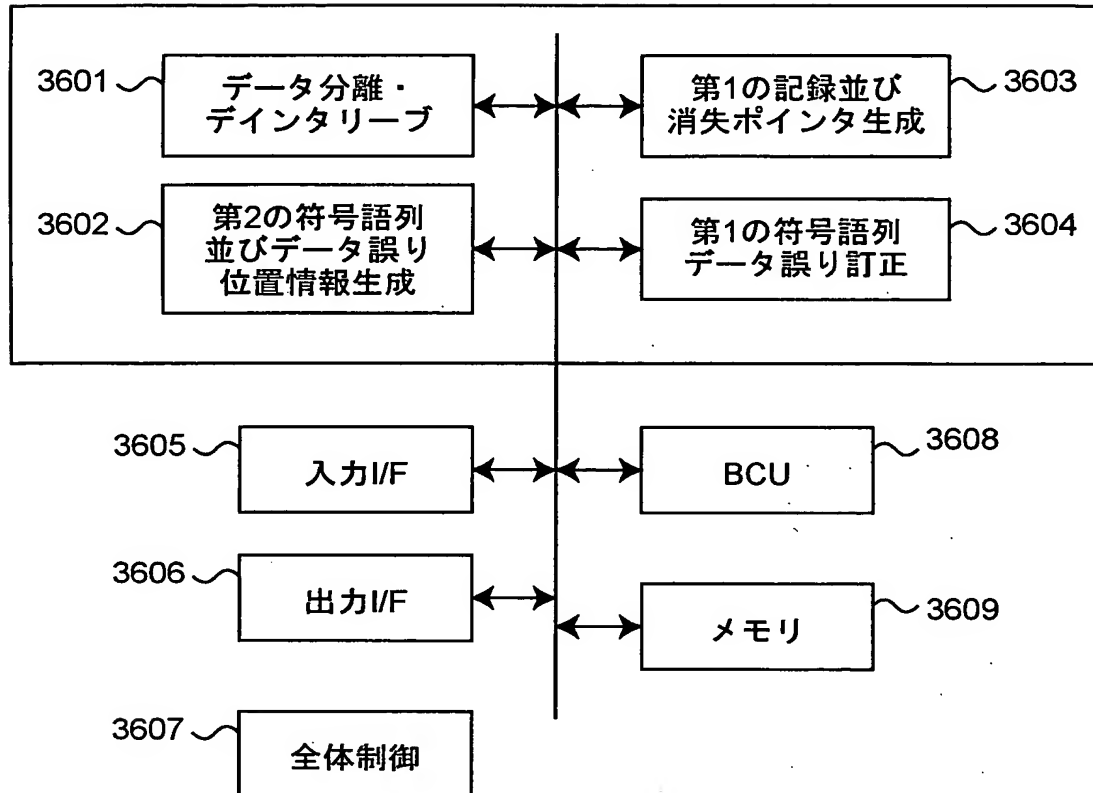 3601
データ分離・
デインタリーブ
3603
第1の記録並び
消失ポインタ生成
3602
第2の符号語列
並びデータ誤り
位置情報生成
3604
第1の符号語列
データ誤り訂正
3605
入力I/F
3608
BCU
3606
出力I/F
3609
メモリ
3607
全体制御